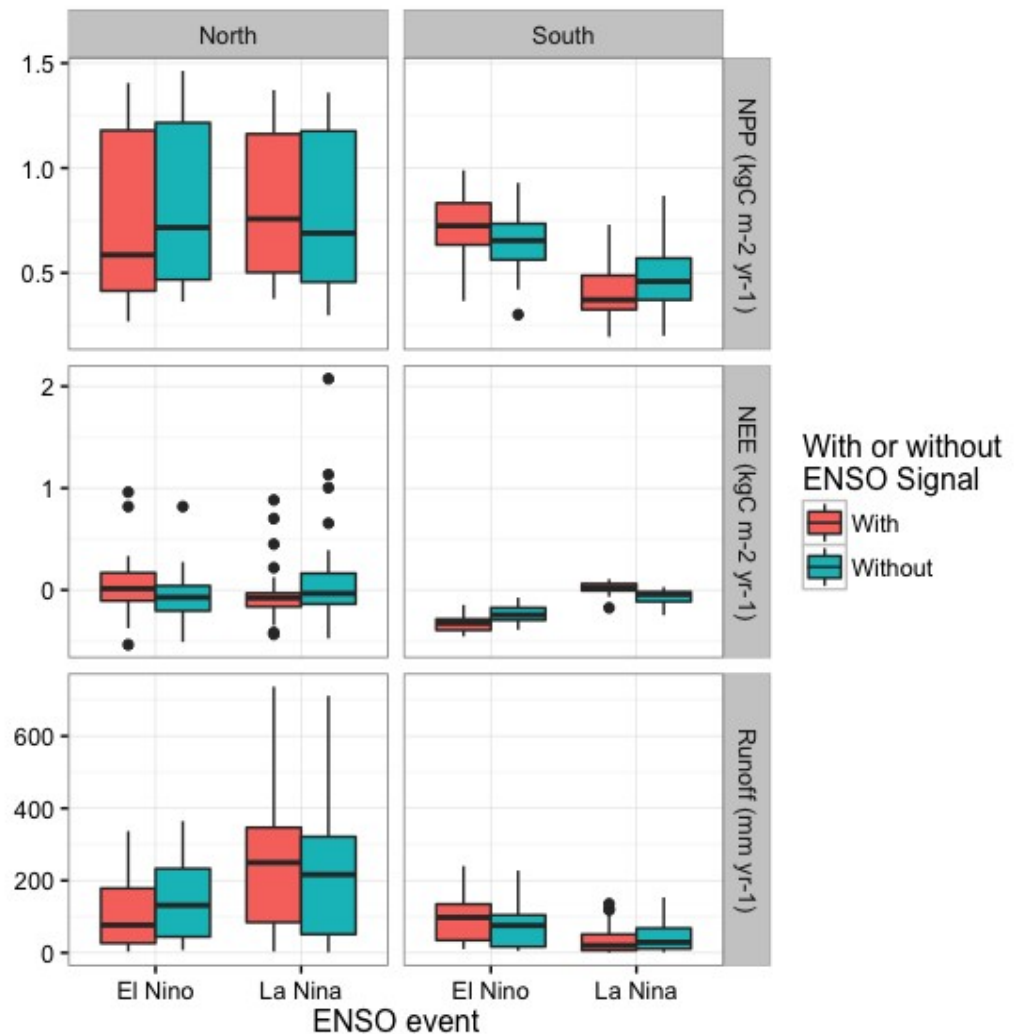 North
South
1.5
1.0
0.5
NPP (kgC m-2 yr-1)
2
1
0
NEE (kgC m-2 yr-1)
600
400
200
0
Runoff (mm yr-1)
El Nino
La Nina
El Nino
La Nina
ENSO event
With or without
ENSO Signal
With
Without